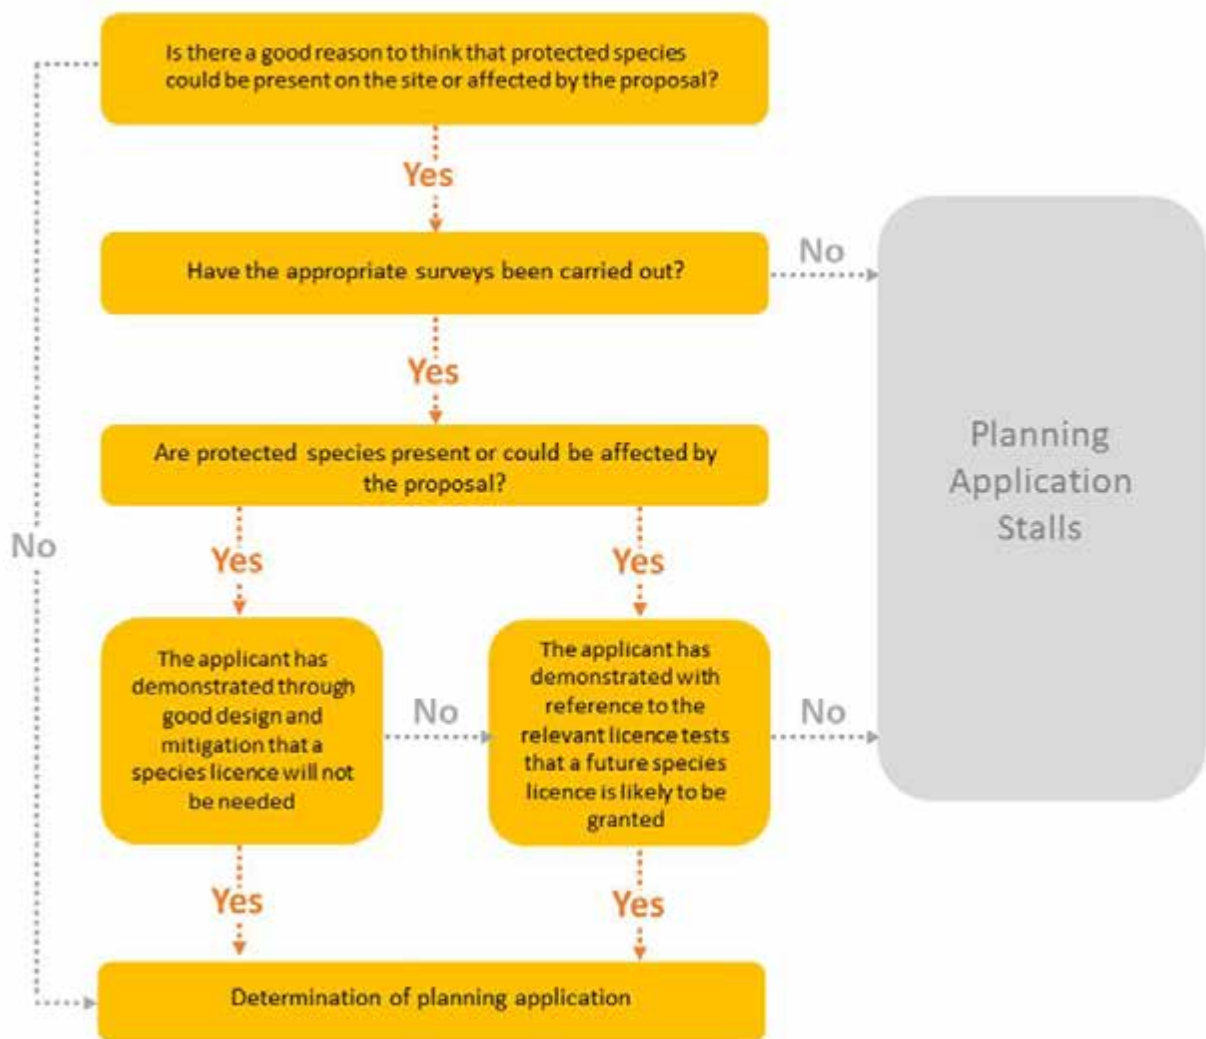 Is there a good reason to think that protected species
could be present on the site or affected by the proposal?
Yes
Have the appropriate surveys been carried out?
No
Yes
Are protected species present or could be affected by
the proposal?
Planning
Application
Stalls
No
Yes
Yes
The applicant has
demonstrated through
good design and
mitigation that a
species licence will not
be needed
No
The applicant has
demonstrated with
reference to the
relevant licence tests
that a future species
licence is likely to be
granted
No
Yes
Yes
Determination of planning application